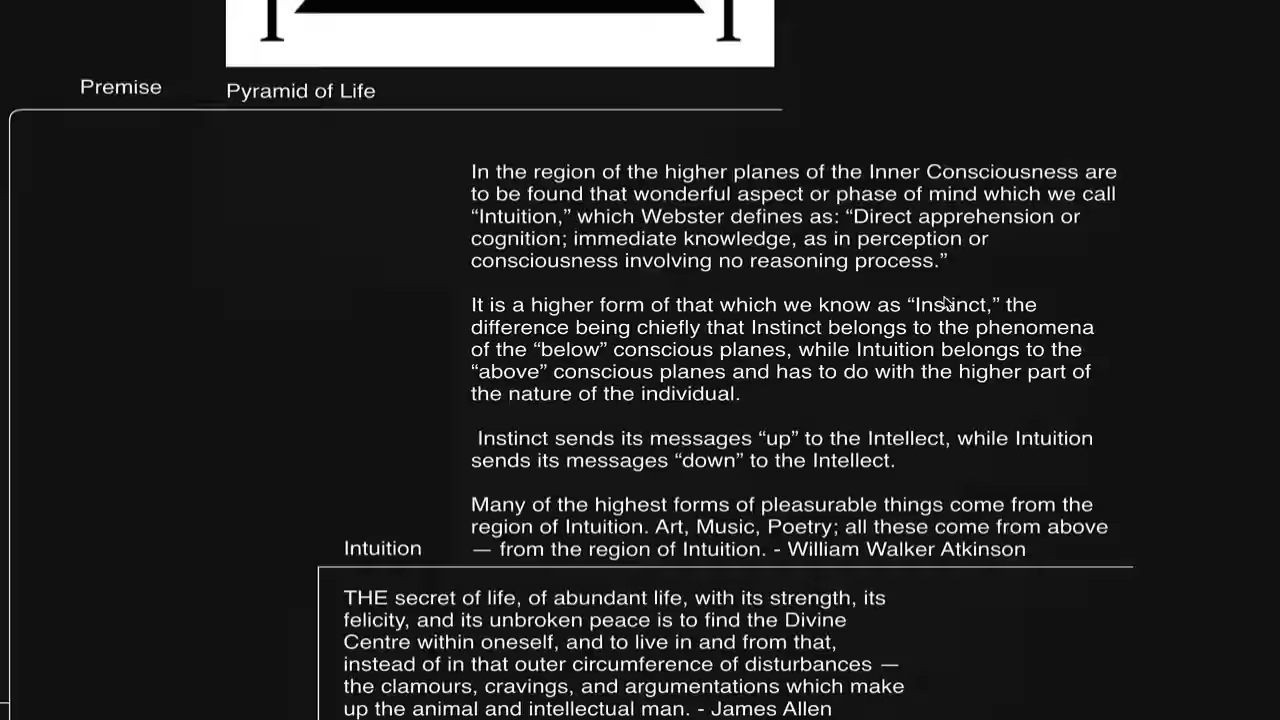 I I
Premise
Pyramid of Life
In the region of the higher planes of the Inner Consciousness are
to be found that wonderful aspect or phase of mind which we call
“Intuition,” which Webster defines as: “Direct apprehension or
cognition; immediate knowledge, as in perception or
consciousness involving no reasoning process.”
It is a higher form of that which we know as “Instinct,” the
difference being chiefly that Instinct belongs to the phenomena
of the “below” conscious planes, while Intuition belongs to the
“above” conscious planes and has to do with the higher part of
the nature of the individual.
Instinct sends its messages “up” to the Intellect, while Intuition
sends its messages “down” to the Intellect.
Many of the highest forms of pleasurable things come from the
region of Intuition. Art, Music, Poetry; all these come from above
— from the region of Intuition. - William Walker Atkinson
Intuition
THE secret of life, of abundant life, with its strength, its
felicity, and its unbroken peace is to find the Divine
Centre within oneself, and to live in and from that,
instead of in that outer circumference of disturbances —
the clamours, cravings, and argumentations which make
up the animal and intellectual man. - James Allen